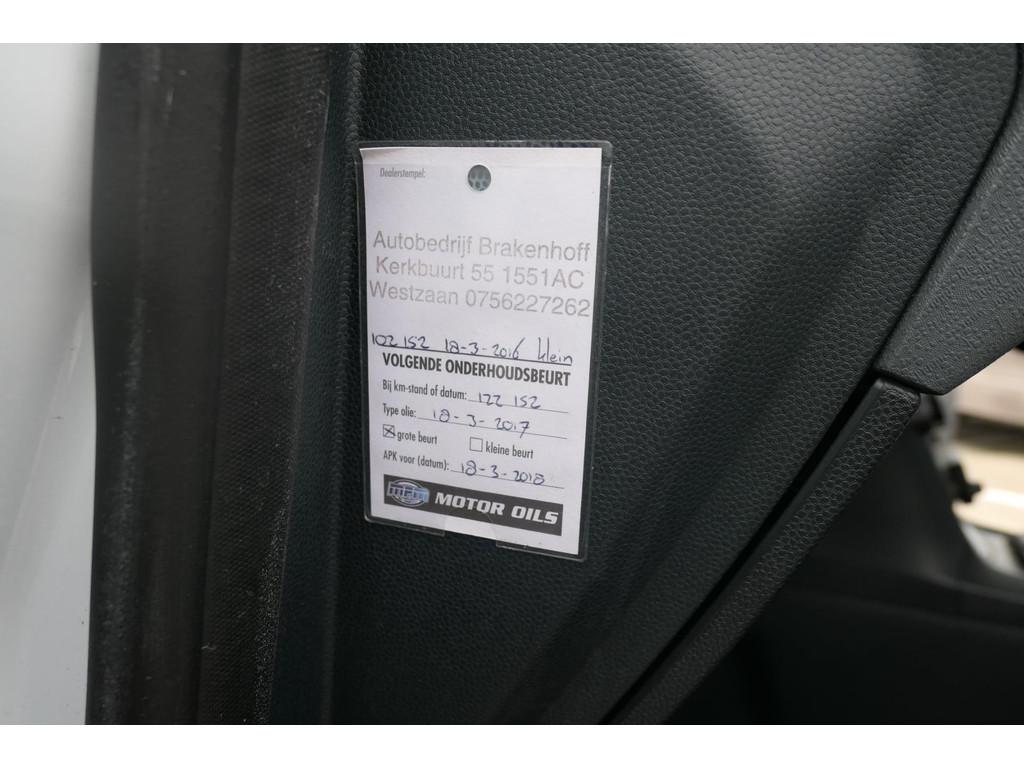 Dealerstempel:
Autobedrijf Brakenhoff
Kerkbuurt 55 1551AC
Westzaan 0756227262
102 152 18-3-2016 klein
VOLGENDE ONDERHOUDSBEURT
Bij km-stand of datum: 122 152
Type olie: 18-3-2017
grote beurt kleine beurt
APK voor (datum): 18-3-2018
mpm MOTOR OILS